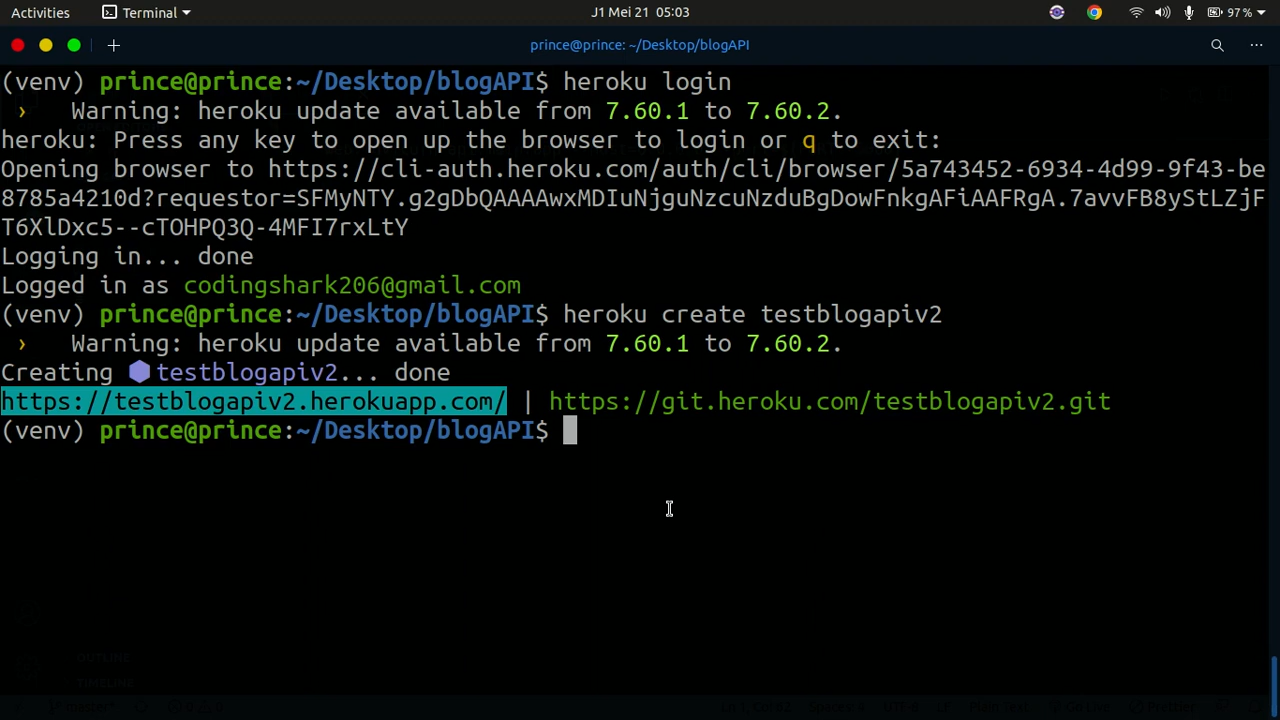 Activities Terminal J1 Mei 21 05:03 97%
prince@prince: ~/Desktop/blogAPI
(venv) prince@prince:~/Desktop/blogAPI$ heroku login
› Warning: heroku update available from 7.60.1 to 7.60.2.
heroku: Press any key to open up the browser to login or q to exit:
Opening browser to https://cli-auth.heroku.com/auth/cli/browser/5a743452-6934-4d99-9f43-be
8785a4210d?requestor=SFMyNTY.g2gDbQAAAAwxMDIuNjguNzcuNzduBgDowFnkgAFiAAFRgA.7avvFB8yStLZjF
T6XlDxc5--cTOHPQ3Q-4MFI7rxLtY
Logging in... done
Logged in as codingshark206@gmail.com
(venv) prince@prince:~/Desktop/blogAPI$ heroku create testblogapiv2
› Warning: heroku update available from 7.60.1 to 7.60.2.
Creating ⬢ testblogapiv2... done
https://testblogapiv2.herokuapp.com/ | https://git.heroku.com/testblogapiv2.git
(venv) prince@prince:~/Desktop/blogAPI$
OUTLINE
TIMELINE
master*